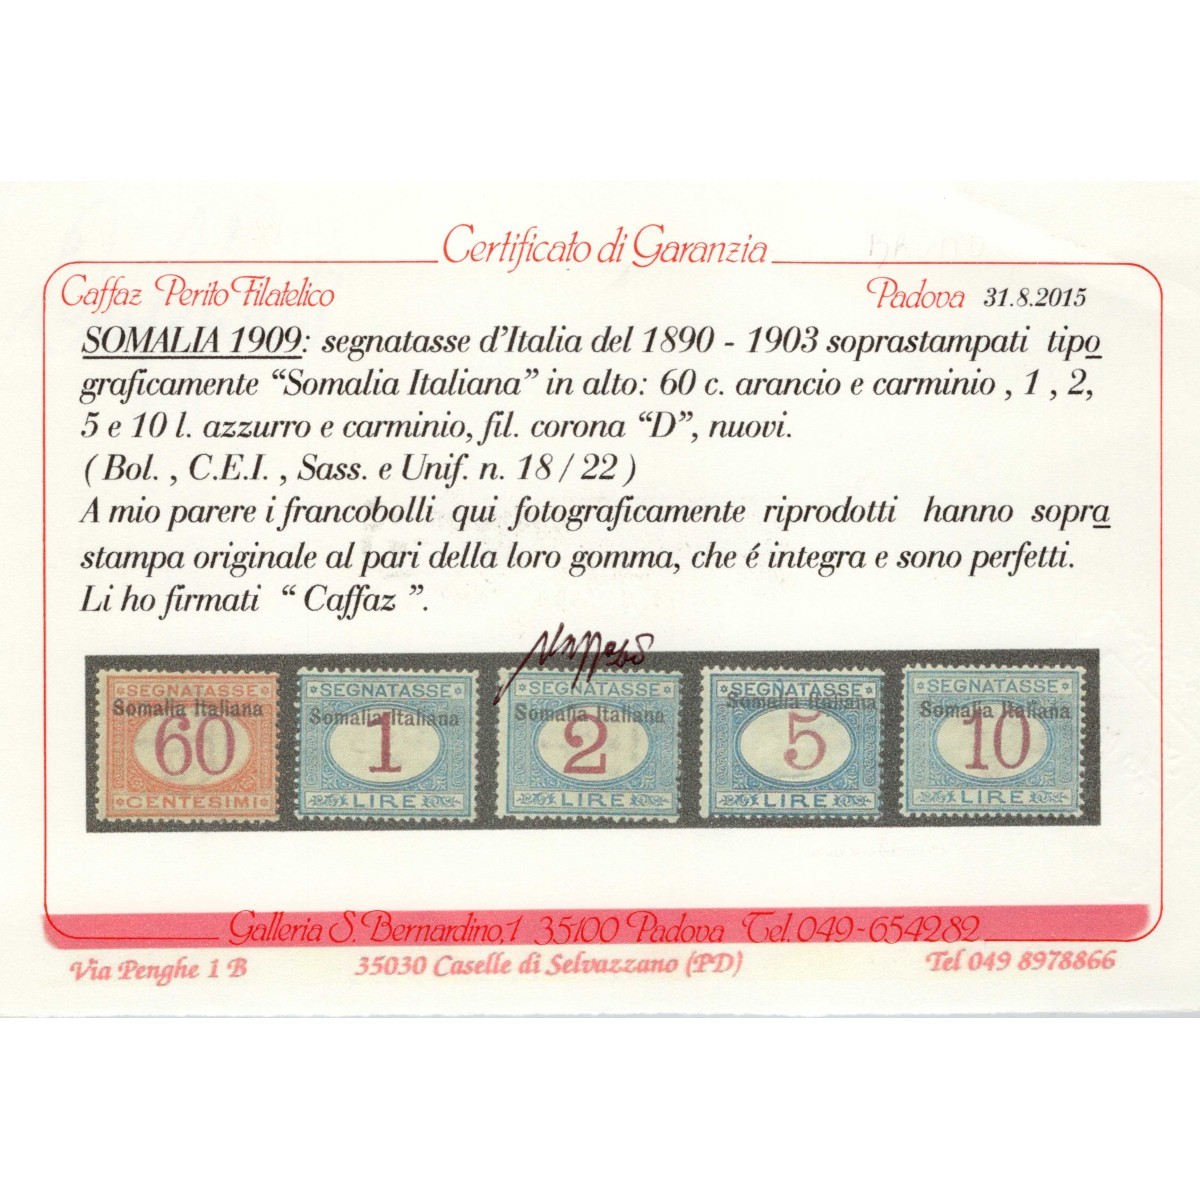 Certificato di Garanzia
Caffaz Perito Filatelico Padova 31.8.2015
SOMALIA 1909: segnatasse d'Italia del 1890 - 1903 soprastampati tipo
graficamente “Somalia Italiana” in alto: 60 c. arancio e carminio , 1 , 2,
5 e 10 l. azzurro e carminio, fil. corona “D”, nuovi.
( Bol. , C.E.I. , Sass. e Unif. n. 18 / 22 )
A mio parere i francobolli qui fotograficamente riprodotti hanno sopra
stampa originale al pari della loro gomma, che é integra e sono perfetti.
Li ho firmati “ Caffaz ”.
SEGNATASSE SEGNATASSE SEGNATASSE SEGNATASSE SEGNATASSE
Somalia Italiana Somalia Italiana Somalia Italiana Somalia Italiana Somalia Italiana
60 1 2 5 10
CENTESIMI LIRE LIRE LIRE LIRE
Galleria S. Bernardino, 1 35100 Padova Tel. 049-654282
Via Penghe 1 B 35030 Caselle di Selvazzano (PD) Tel 049 8978866